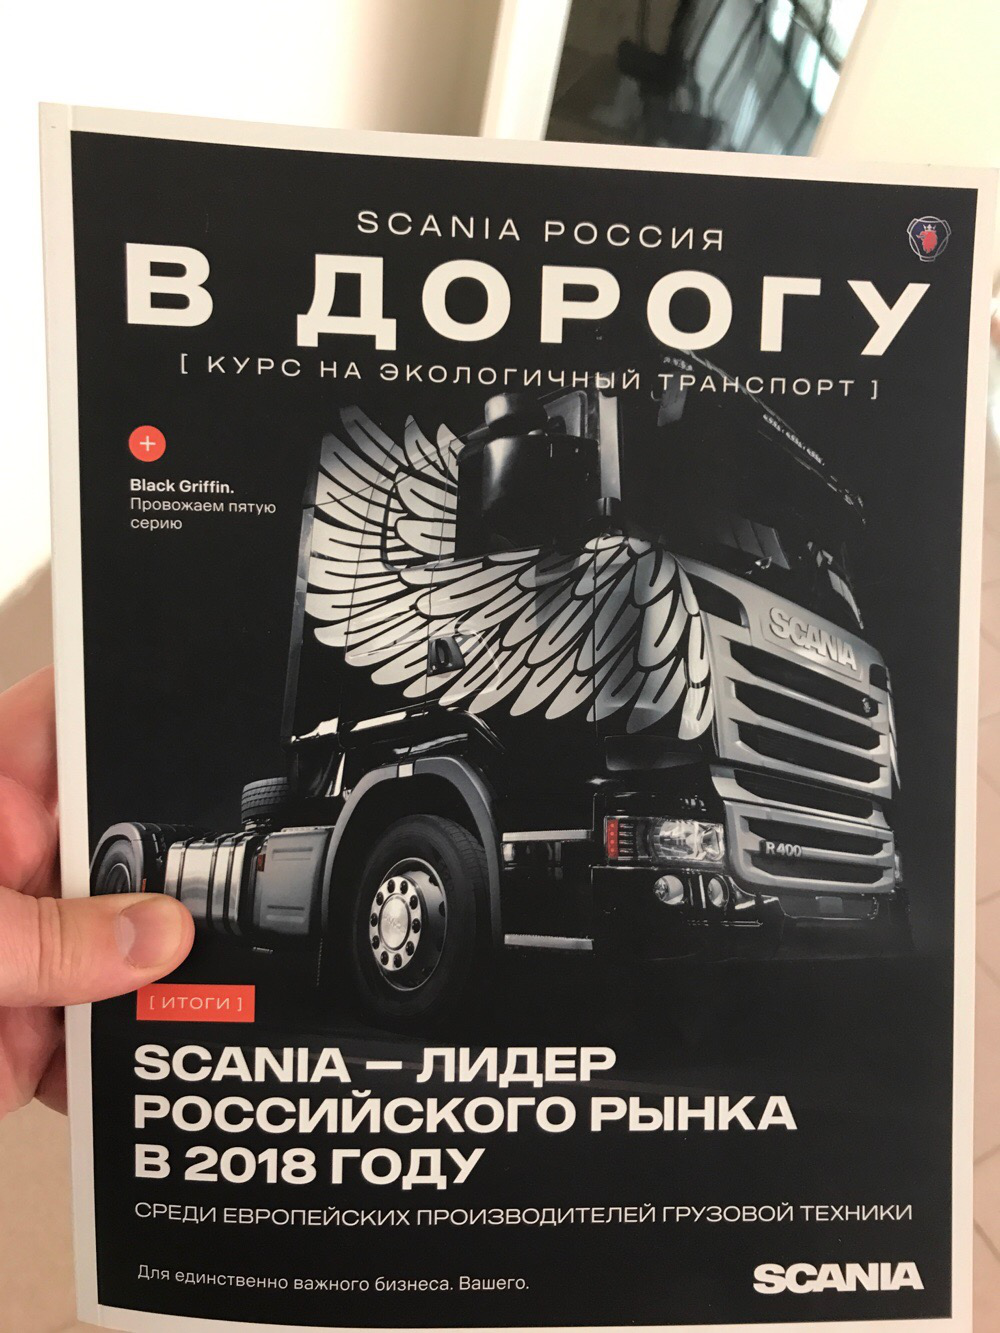 SCANIA РОССИЯ
В ДОРОГУ
[ КУРС НА ЭКОЛОГИЧНЫЙ ТРАНСПОРТ ]
Black Griffin.
Провожаем пятую
серию
SCANIA
R400
[ ИТОГИ ]
SCANIA – ЛИДЕР
РОССИЙСКОГО РЫНКА
В 2018 ГОДУ
СРЕДИ ЕВРОПЕЙСКИХ ПРОИЗВОДИТЕЛЕЙ ГРУЗОВОЙ ТЕХНИКИ
Для единственно важного бизнеса. Вашего.
SCANIA